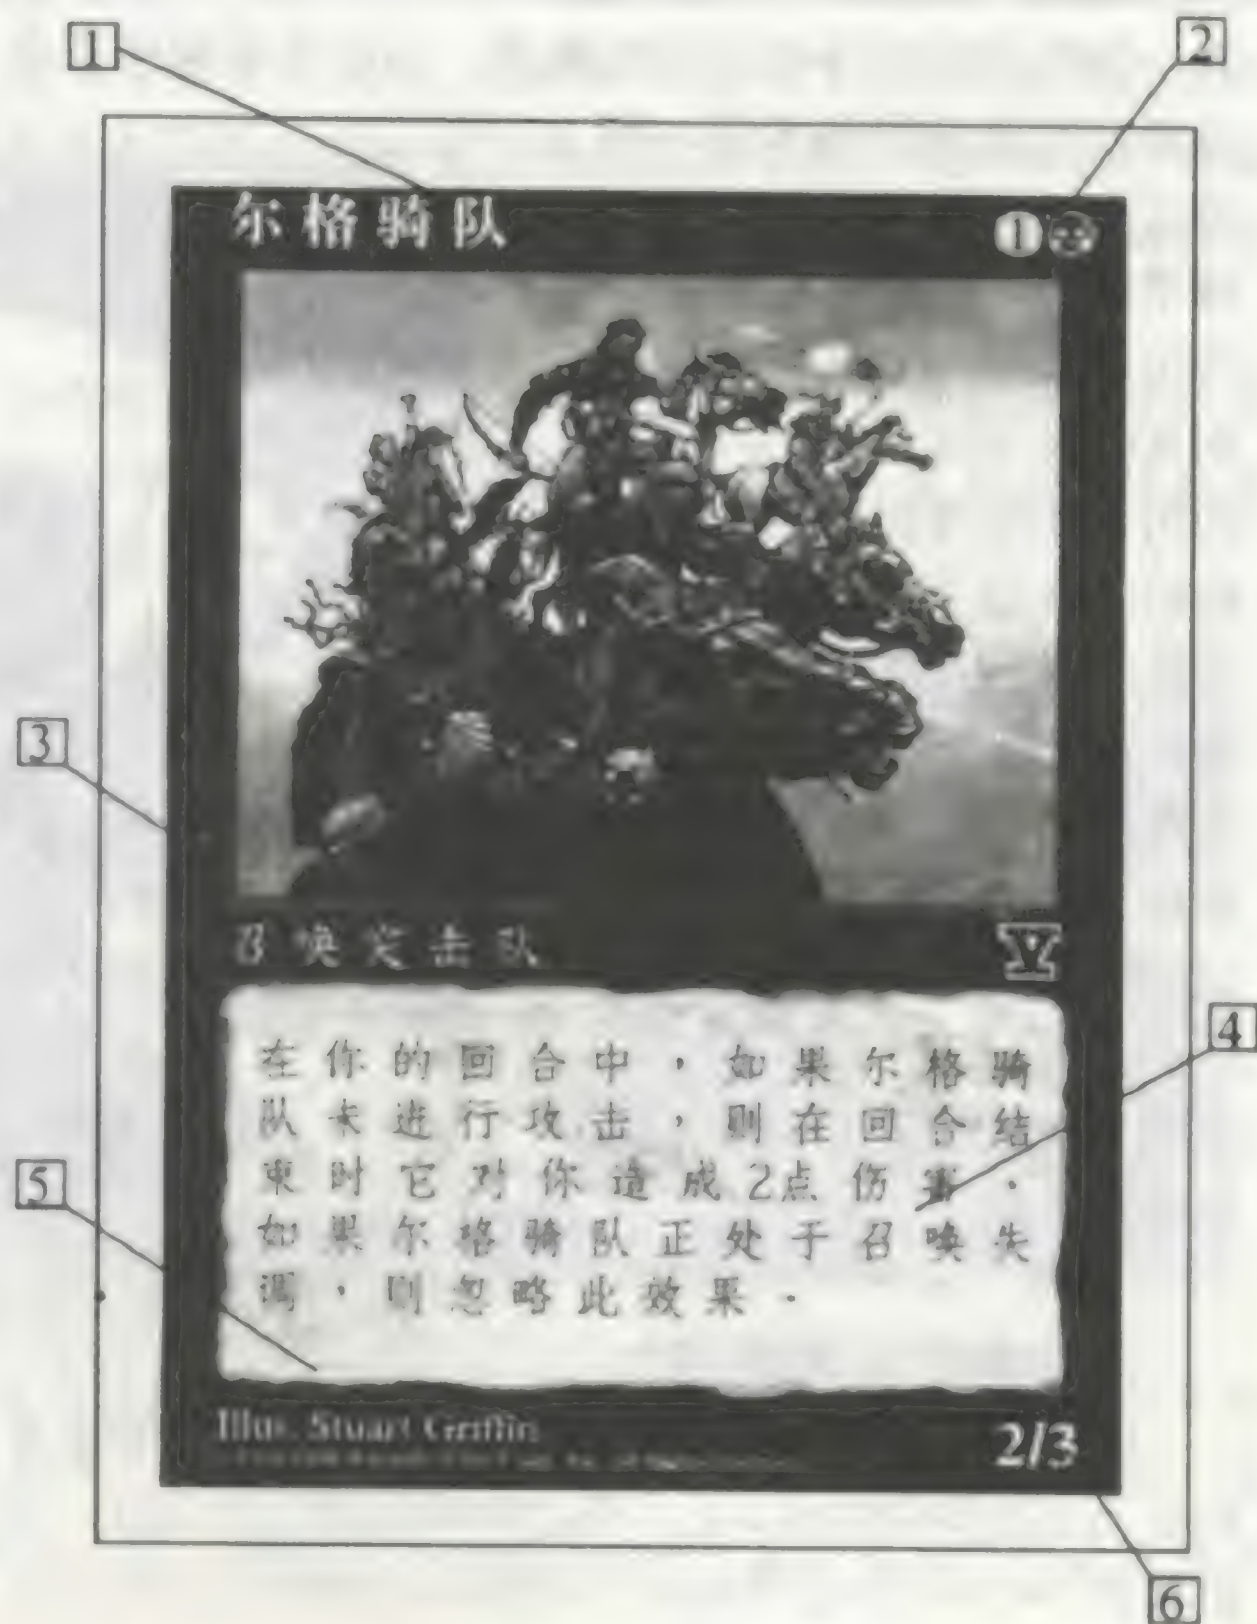 1
2
尔格骑队
1
3
召唤突击队
V
4
在你的回合中，如果尔格骑
队未进行攻击，则在回合结
束时它对你造成2点伤害．
如果尔格骑队正处于召唤失
调，则忽略此效果．
5
Illus. Stuart Griffin
2/3
6